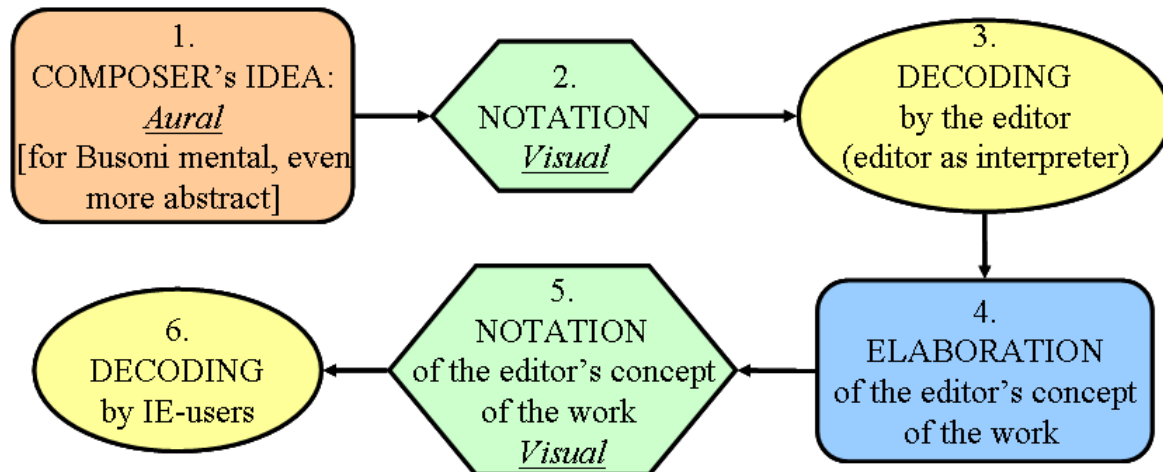 1.
COMPOSER’s IDEA:
Aural
[for Busoni mental, even
more abstract]
2.
NOTATION
Visual
3.
DECODING
by the editor
(editor as interpreter)
4.
ELABORATION
of the editor’s concept
of the work
5.
NOTATION
of the editor’s concept
of the work
Visual
6.
DECODING
by IE-users